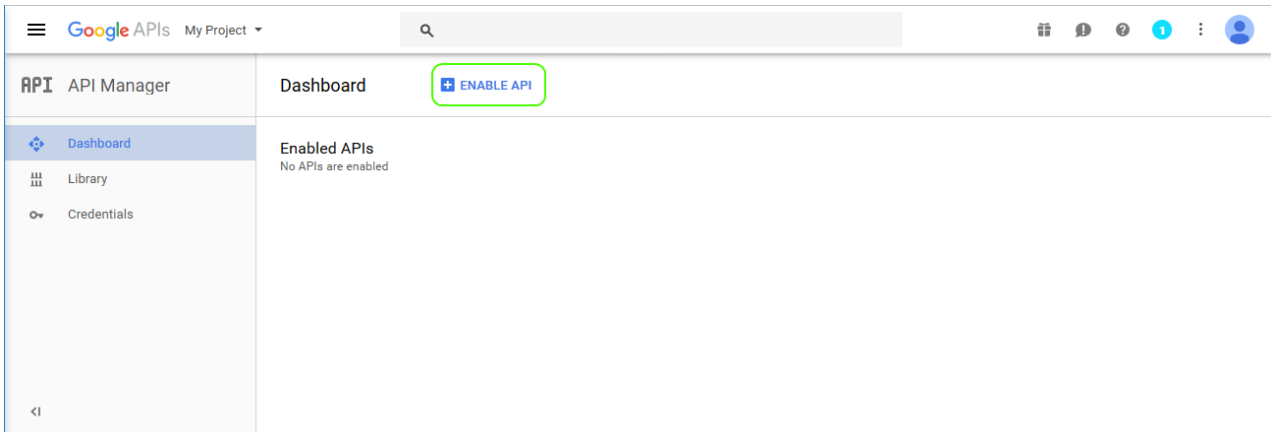 Google APIs My Project 1
API API Manager
Dashboard ENABLE API
Dashboard
Library
Credentials
Enabled APIs
No APIs are enabled